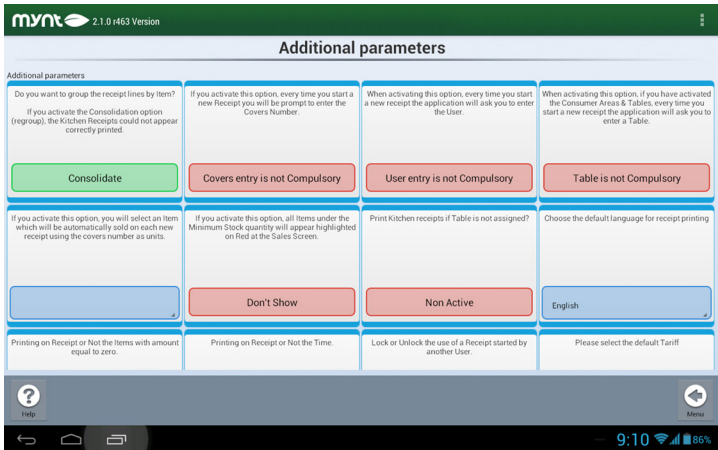 mynt 2.1.0 r463 Version
Additional parameters
Additional parameters
Do you want to group the receipt lines by Item?
If you activate the Consolidation option
(regroup), the Kitchen Receipts could not appear
correctly printed.
Consolidate
If you activate this option, every time you start a
new Receipt you will be prompt to enter the
Covers Number.
Covers entry is not Compulsory
When activating this option, every time you start
a new receipt the application will ask you to enter
the User.
User entry is not Compulsory
When activating this option, if you have activated
the Consumer Areas & Tables, every time you
start a new receipt the application will ask you to
enter a Table.
Table is not Compulsory
If you activate this option, you will select an Item
which will be automatically sold on each new
receipt using the covers number as units.
If you activate this option, all Items under the
Minimum Stock quantity will appear highlighted
on Red at the Sales Screen.
Don't Show
Print Kitchen receipts if Table is not assigned?
Non Active
Choose the default language for receipt printing
English
Printing on Receipt or Not the Items with amount
equal to zero.
Printing on Receipt or Not the Time.
Lock or Unlock the use of a Receipt started by
another User.
Please select the default Tariff
Help
Menu
9:10 86%